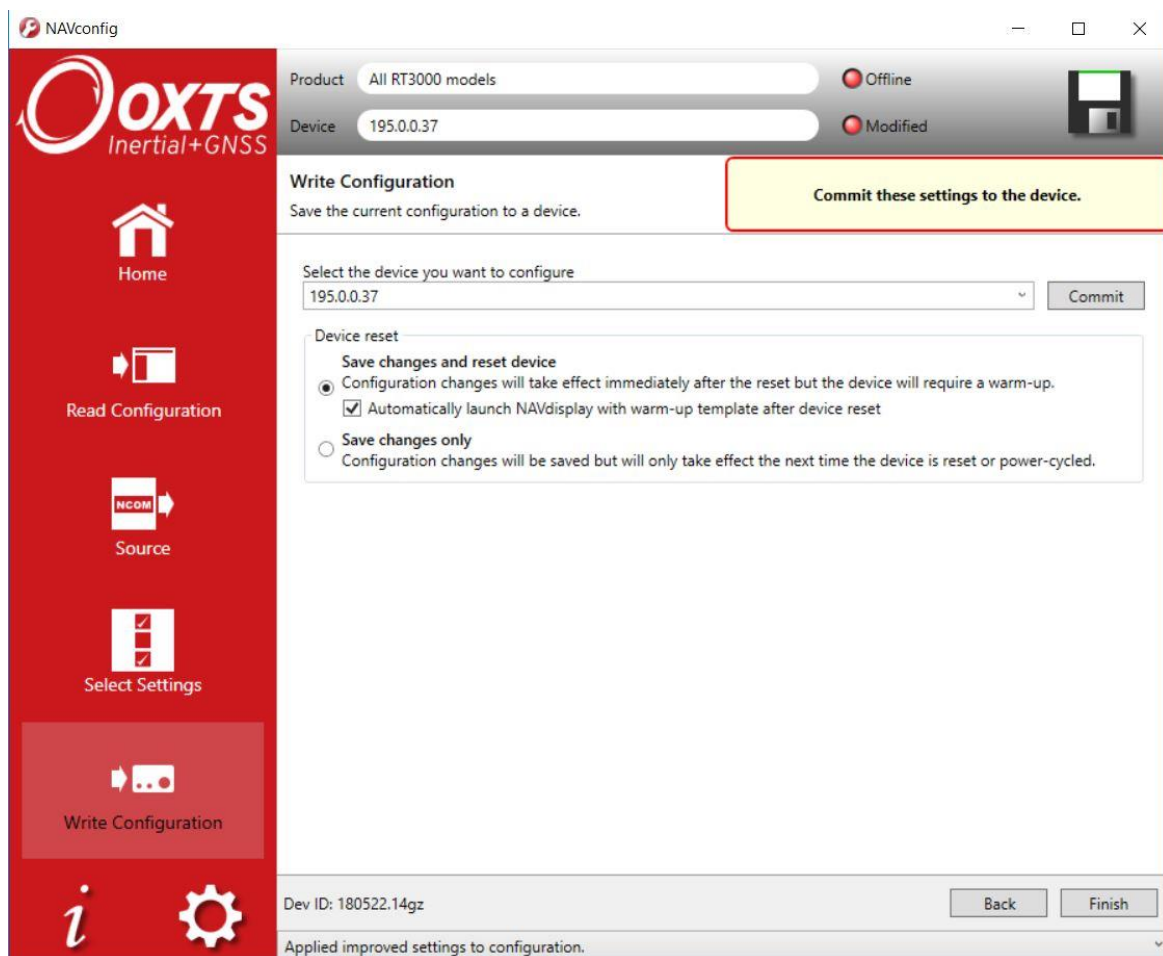 NAVconfig
OXTS
Inertial+GNSS
Product All RT3000 models Offline
Device 195.0.0.37 Modified
Write Configuration
Save the current configuration to a device.
Commit these settings to the device.
Home
Read Configuration
NCOM
Source
Select Settings
Write Configuration
Select the device you want to configure
195.0.0.37 Commit
Device reset
Save changes and reset device
Configuration changes will take effect immediately after the reset but the device will require a warm-up.
Automatically launch NAVdisplay with warm-up template after device reset
Save changes only
Configuration changes will be saved but will only take effect the next time the device is reset or power-cycled.
i
Dev ID: 180522.14gz Back Finish
Applied improved settings to configuration.